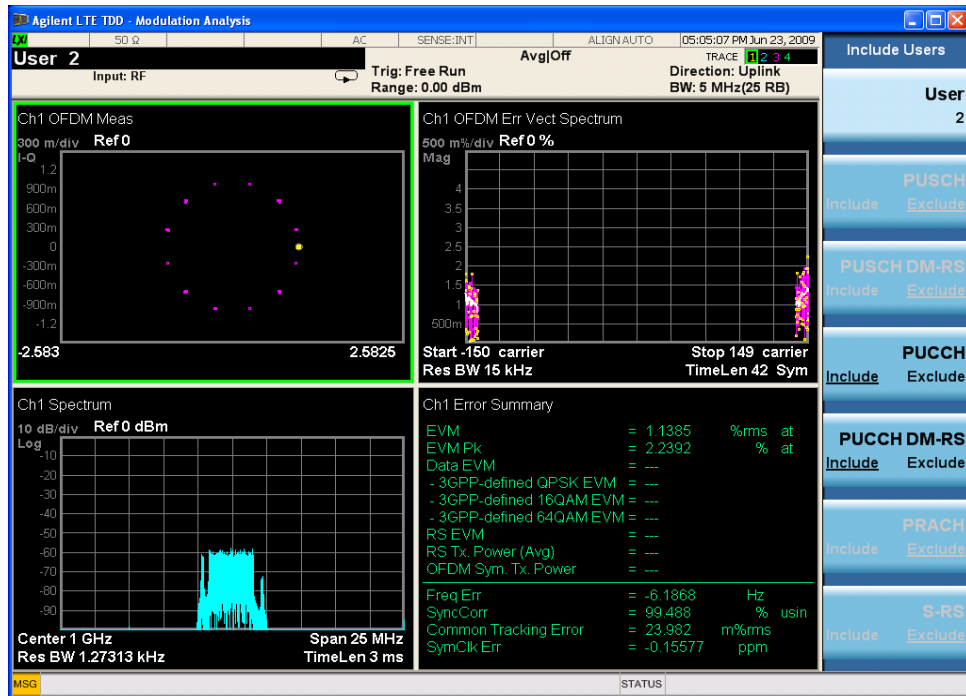 Agilent LTE TDD - Modulation Analysis
LXI 50 Ω AC SENSE:INT ALIGN AUTO 05:05:07 PM Jun 23, 2009
User 2 Avg|Off TRACE 1 2 3 4
Input: RF Trig: Free Run Direction: Uplink
Range: 0.00 dBm BW: 5 MHz(25 RB)
Ch1 OFDM Meas
300 m/div Ref 0
I-Q
1.2
900m
600m
300m
0
-300m
-600m
-900m
-1.2
-2.583 2.5825
Ch1 OFDM Err Vect Spectrum
500 m%/div Ref 0 %
Mag
4
3.5
3
2.5
2
1.5
1
500m
Start -150 carrier Stop 149 carrier
Res BW 15 kHz TimeLen 42 Sym
Ch1 Spectrum
10 dB/div Ref 0 dBm
Log
-10
-20
-30
-40
-50
-60
-70
-80
-90
Center 1 GHz Span 25 MHz
Res BW 1.27313 kHz TimeLen 3 ms
Ch1 Error Summary
EVM = 1.1385 %rms at
EVM Pk = 2.2392 % at
Data EVM = ---
- 3GPP-defined QPSK EVM = ---
- 3GPP-defined 16QAM EVM = ---
- 3GPP-defined 64QAM EVM = ---
RS EVM = ---
RS Tx. Power (Avg) = ---
OFDM Sym. Tx. Power = ---
Freq Err = -6.1868 Hz
SyncCorr = 99.488 % usin
Common Tracking Error = 23.982 m%rms
SymClk Err = -0.15577 ppm
Include Users
User
2
PUSCH
Include Exclude
PUSCH DM-RS
Include Exclude
PUCCH
Include Exclude
PUCCH DM-RS
Include Exclude
PRACH
Include Exclude
S-RS
Include Exclude
MSG STATUS